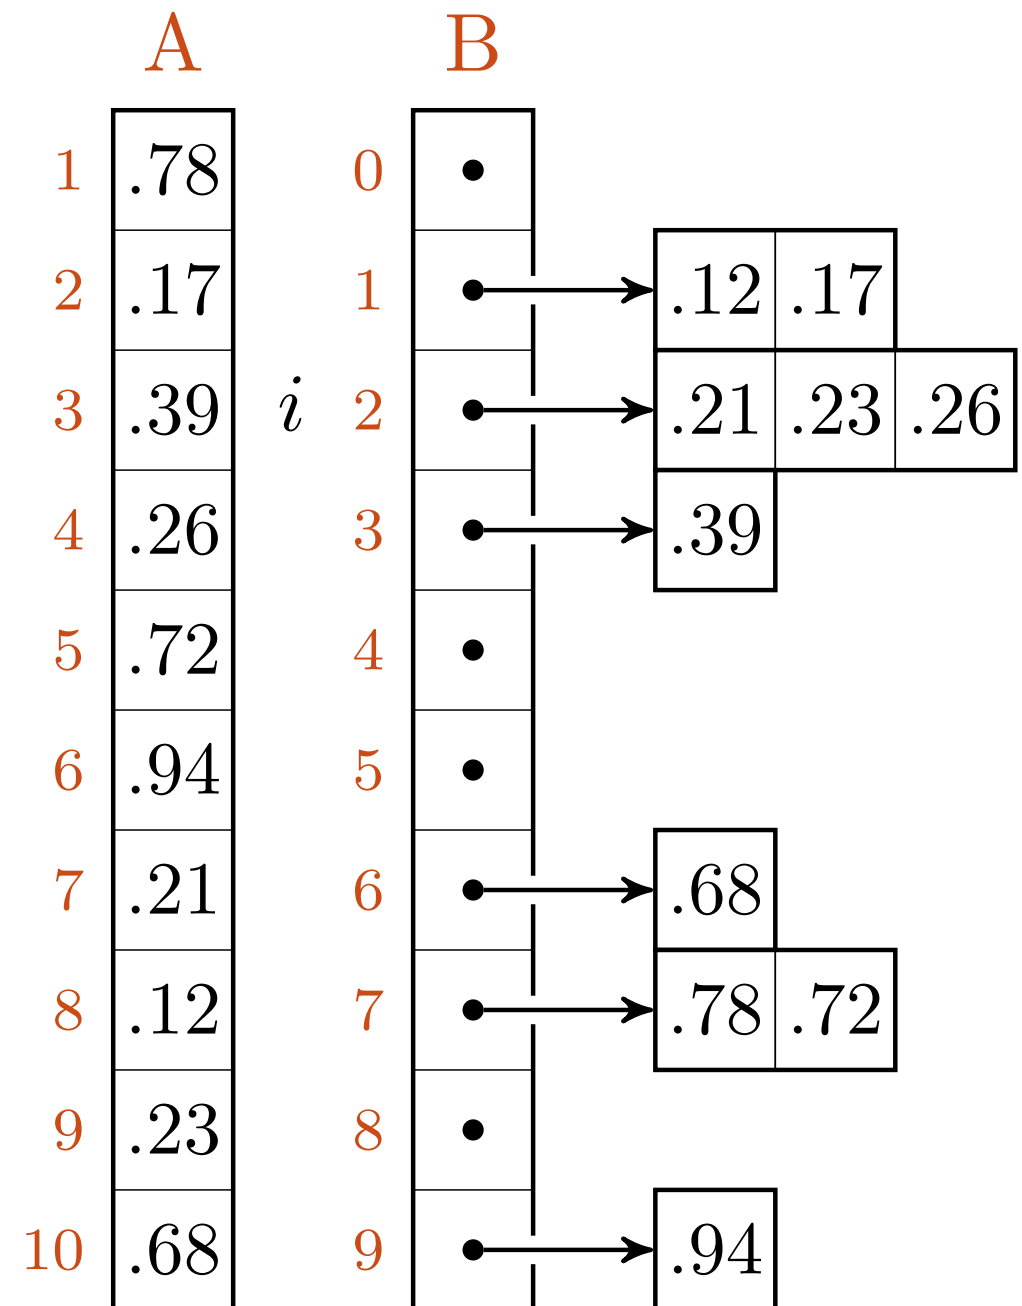 A B
1 .78 0
2 .17 1 .12 .17
3 .39 i 2 .21 .23 .26
4 .26 3 .39
5 .72 4
6 .94 5
7 .21 6 .68
8 .12 7 .78 .72
9 .23 8
10 .68 9 .94